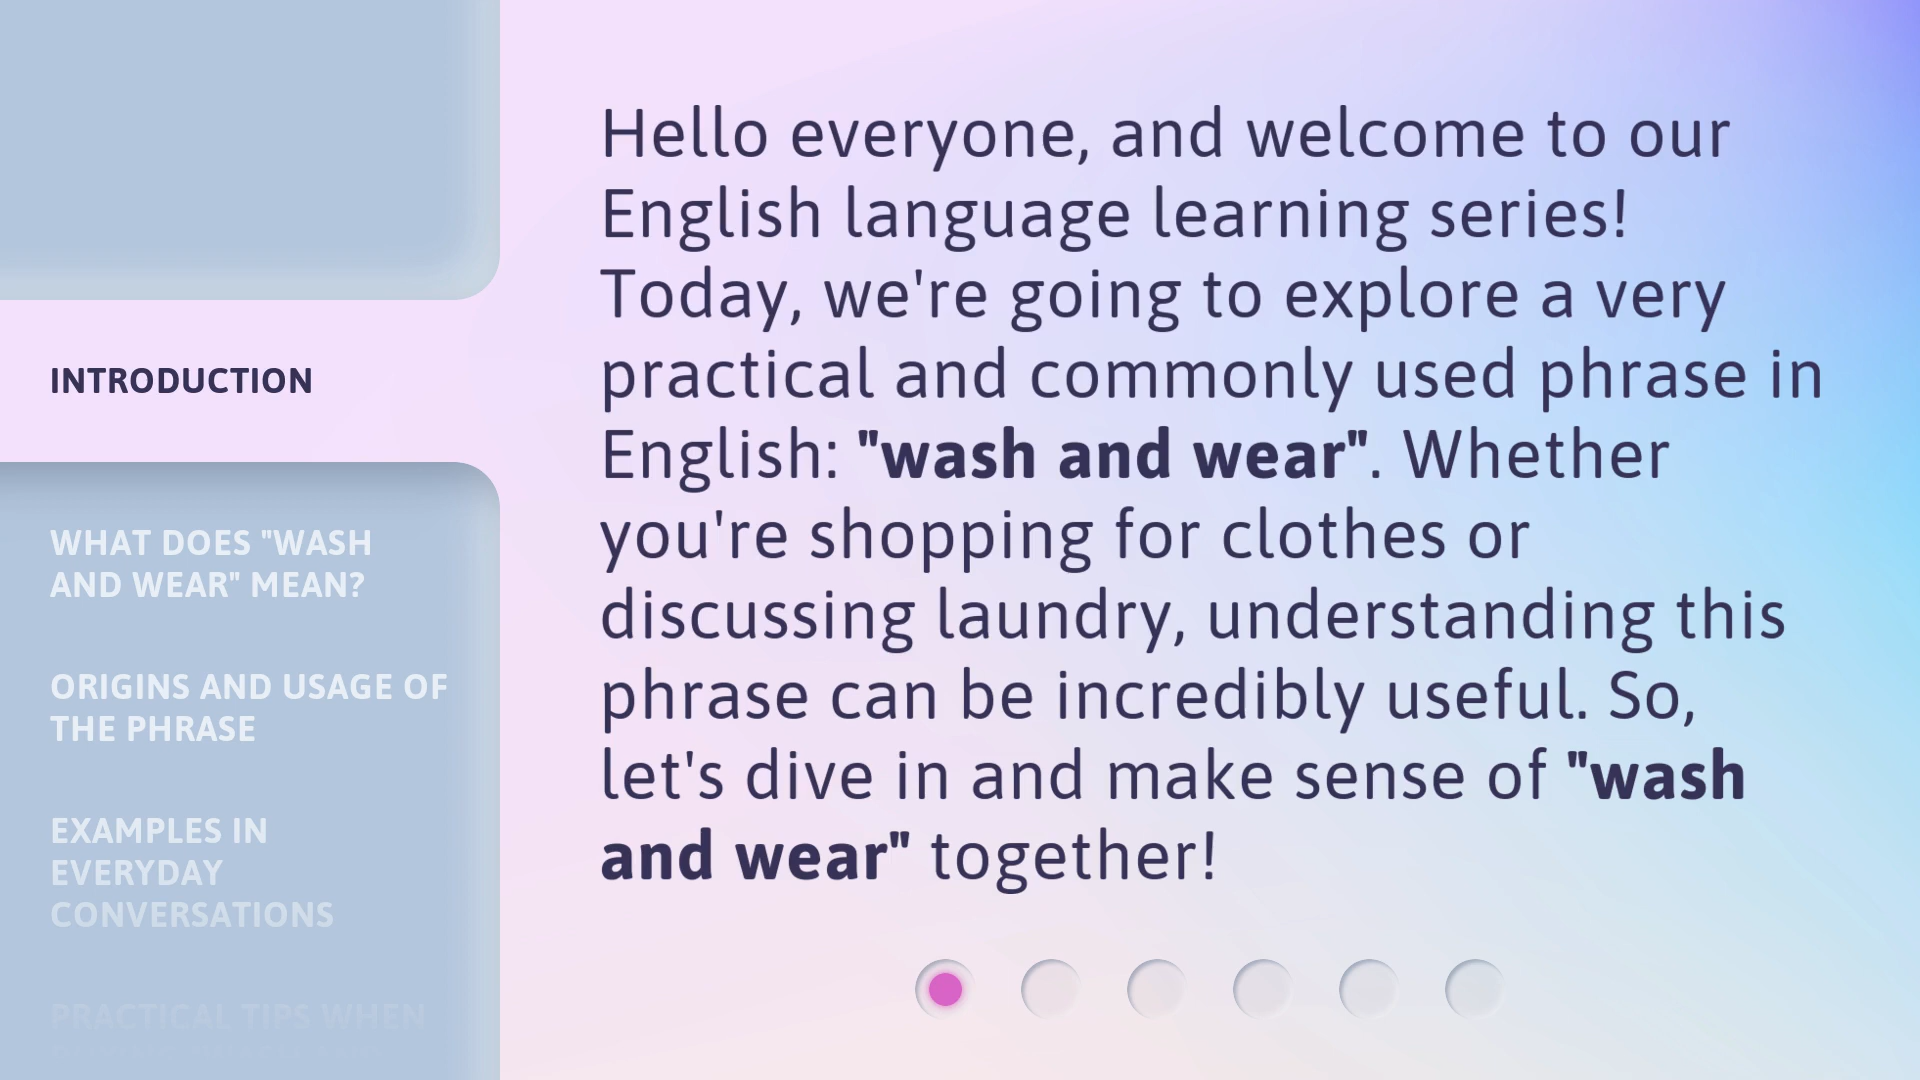 INTRODUCTION
WHAT DOES "WASH
AND WEAR" MEAN?
ORIGINS AND USAGE OF
THE PHRASE
EXAMPLES IN
EVERYDAY
CONVERSATIONS
PRACTICAL TIPS WHEN
Hello everyone, and welcome to our
English language learning series!
Today, we're going to explore a very
practical and commonly used phrase in
English: "wash and wear". Whether
you're shopping for clothes or
discussing laundry, understanding this
phrase can be incredibly useful. So,
let's dive in and make sense of "wash
and wear" together!